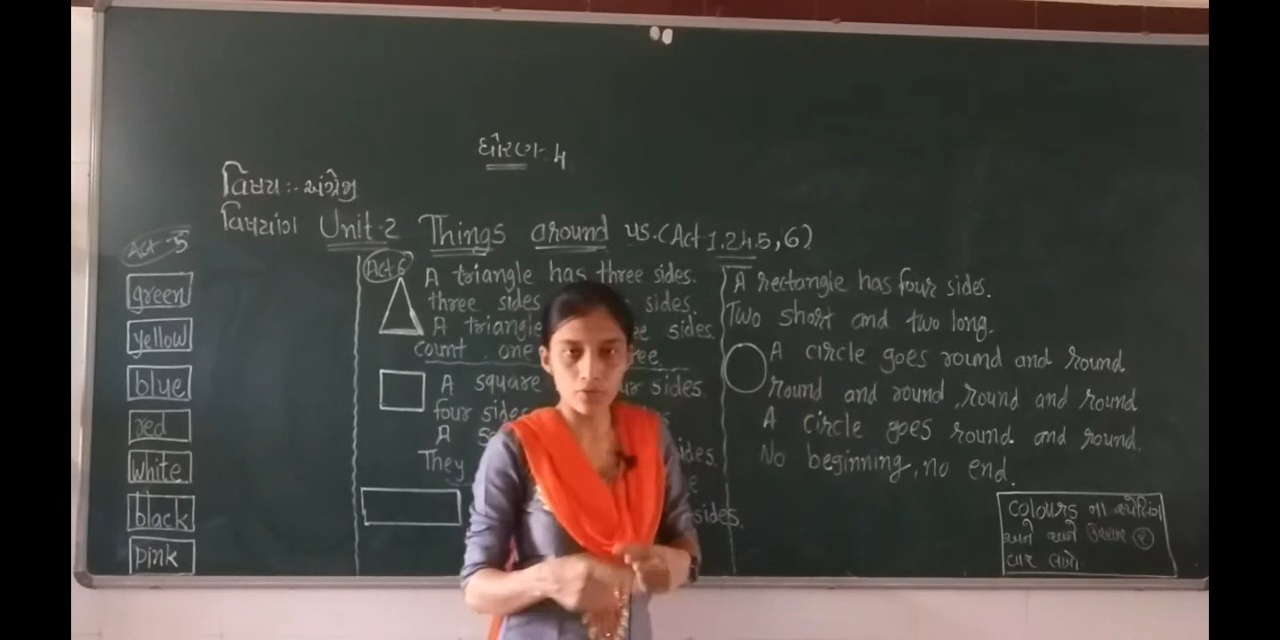 ધોરણ- 4
વિષય :- અંગ્રેજી
વિષયાંગ Unit-2 Things around us. (Act 1,2,4,5, 6)
Act -5
green
yellow
blue
red
white
black
pink
Act 6
A triangle has three sides.
three sides sides.
A triangle sides.
count . one
A square sides.
four sides
A
They sides.
sides.
A rectangle has four sides.
Two short and two long.
A circle goes round and round
round and round , round and round
A circle goes round and round.
No beginning, no end.
colours ના
અને
વાર લખો